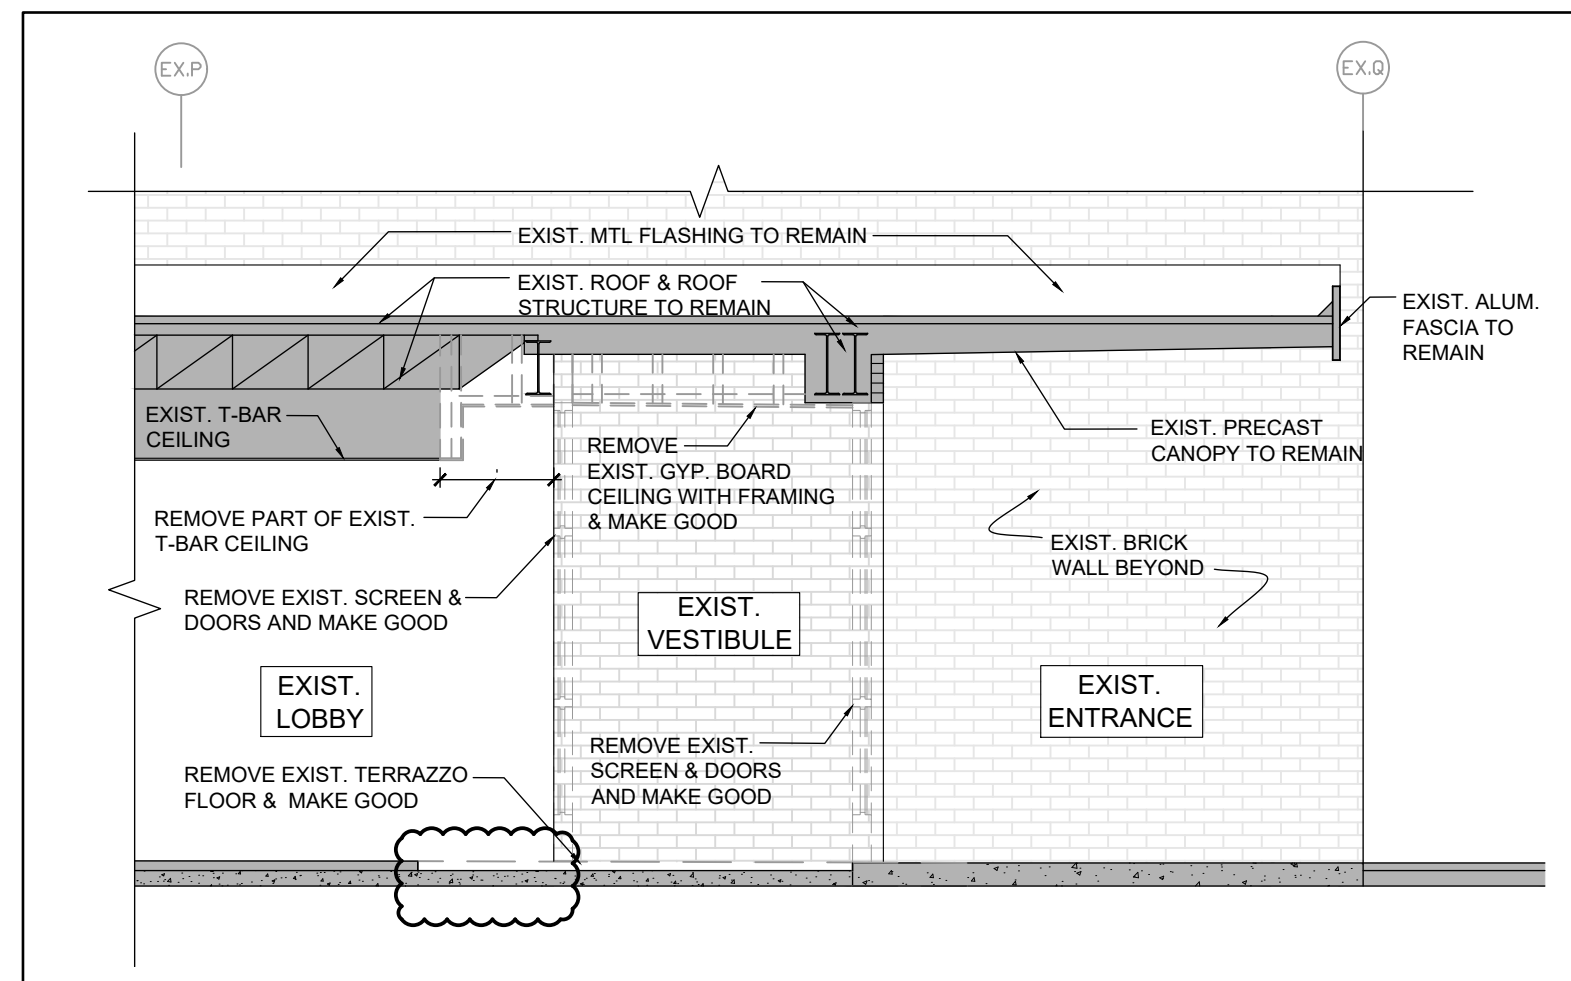 EX.P
EX.Q
EXIST. MTL FLASHING TO REMAIN
EXIST. ROOF & ROOF
STRUCTURE TO REMAIN
EXIST. ALUM.
FASCIA TO
REMAIN
EXIST. T-BAR
CEILING
REMOVE
EXIST. GYP. BOARD
CEILING WITH FRAMING
& MAKE GOOD
EXIST. PRECAST
CANOPY TO REMAIN
REMOVE PART OF EXIST.
T-BAR CEILING
EXIST. BRICK
WALL BEYOND
REMOVE EXIST. SCREEN &
DOORS AND MAKE GOOD
EXIST.
VESTIBULE
EXIST.
LOBBY
EXIST.
ENTRANCE
REMOVE EXIST. TERRAZZO
FLOOR & MAKE GOOD
REMOVE EXIST.
SCREEN & DOORS
AND MAKE GOOD